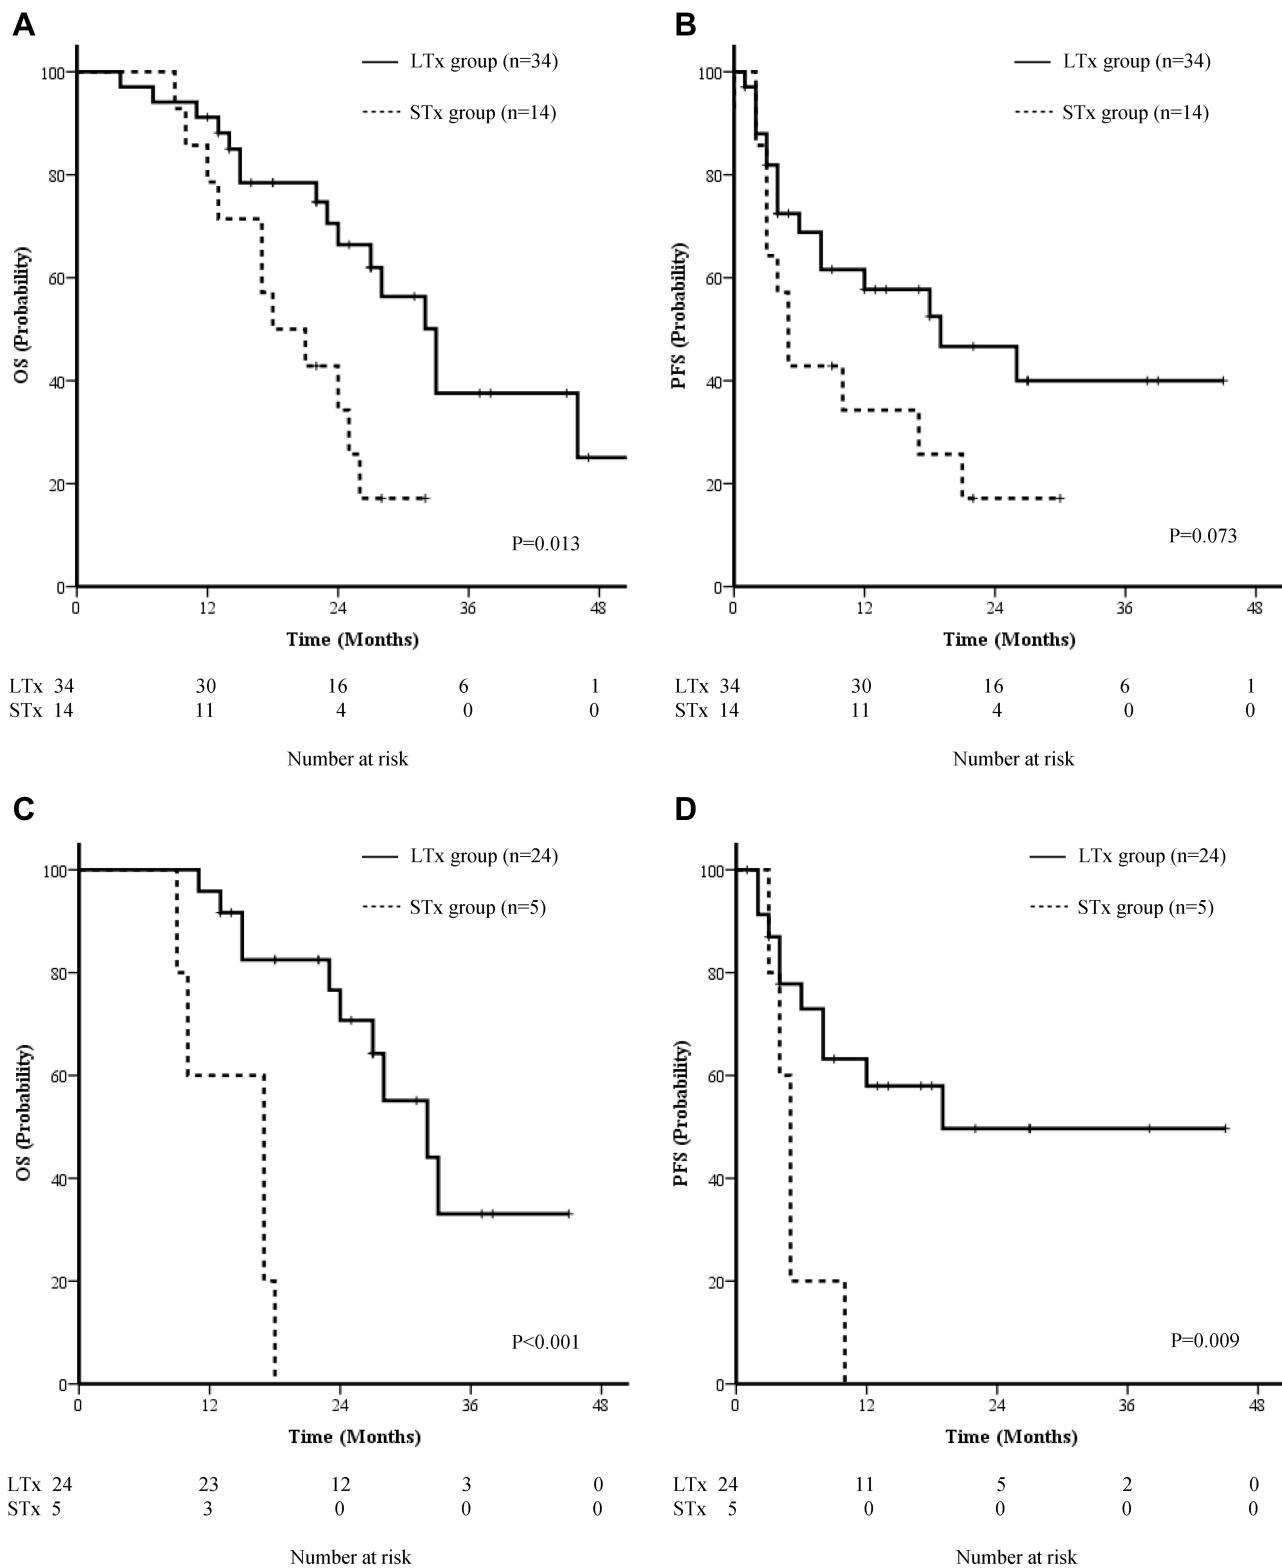 A
LTx group (n=34)
STx group (n=14)
OS (Probability)
100
80
60
40
20
0
0 12 24 36 48
P=0.013
Time (Months)
LTx 34 30 16 6 1
STx 14 11 4 0 0
Number at risk
B
LTx group (n=34)
STx group (n=14)
PFS (Probability)
100
80
60
40
20
0
0 12 24 36 48
P=0.073
Time (Months)
LTx 34 30 16 6 1
STx 14 11 4 0 0
Number at risk
C
LTx group (n=24)
STx group (n=5)
OS (Probability)
100
80
60
40
20
0
0 12 24 36 48
P<0.001
Time (Months)
LTx 24 23 12 3 0
STx 5 3 0 0 0
Number at risk
D
LTx group (n=24)
STx group (n=5)
PFS (Probability)
100
80
60
40
20
0
0 12 24 36 48
P=0.009
Time (Months)
LTx 24 11 5 2 0
STx 5 0 0 0 0
Number at risk